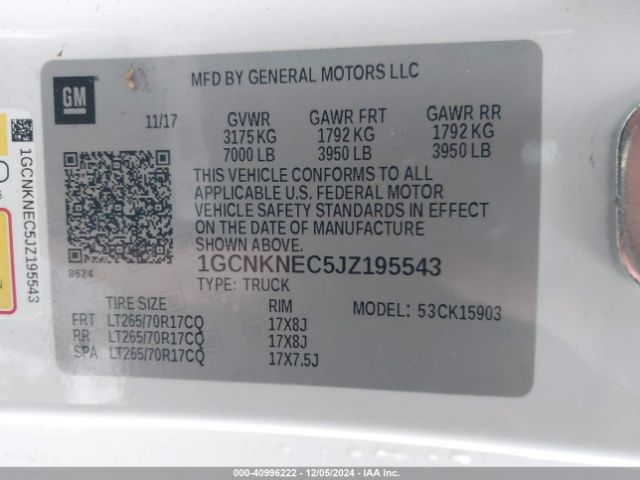 GM
MFD BY GENERAL MOTORS LLC
11/17 GVWR GAWR FRT GAWR RR
3175 KG 1792 KG 1792 KG
7000 LB 3950 LB 3950 LB
THIS VEHICLE CONFORMS TO ALL
APPLICABLE U.S. FEDERAL MOTOR
VEHICLE SAFETY STANDARDS IN EFFECT
ON THE DATE OF MANUFACTURE
SHOWN ABOVE.
8624
1GCNKNEC5JZ195543
TYPE: TRUCK
TIRE SIZE RIM MODEL: 53CK15903
FRT LT265/70R17CQ 17X8J
RR LT265/70R17CQ 17X8J
SPA LT265/70R17CQ 17X7.5J
1GCNKNEC5JZ195543
000-40996222 - 12/05/2024 - IAAI.COM